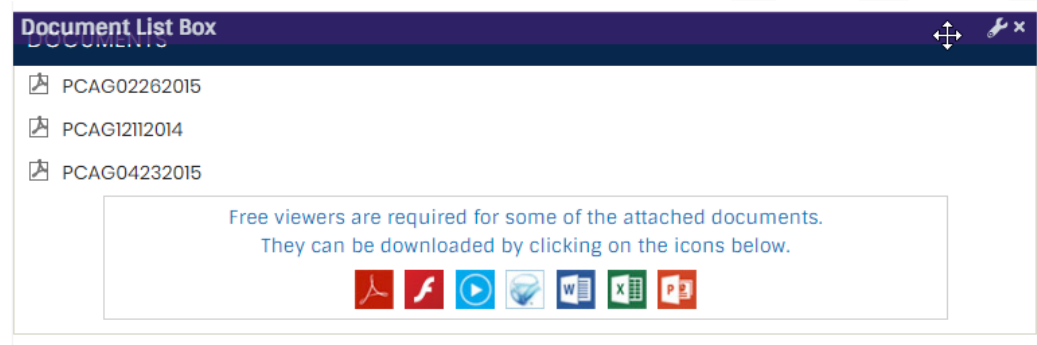 Document List Box
DOCUMENTS
PCAG02262015
PCAG12112014
PCAG04232015
Free viewers are required for some of the attached documents.
They can be downloaded by clicking on the icons below.